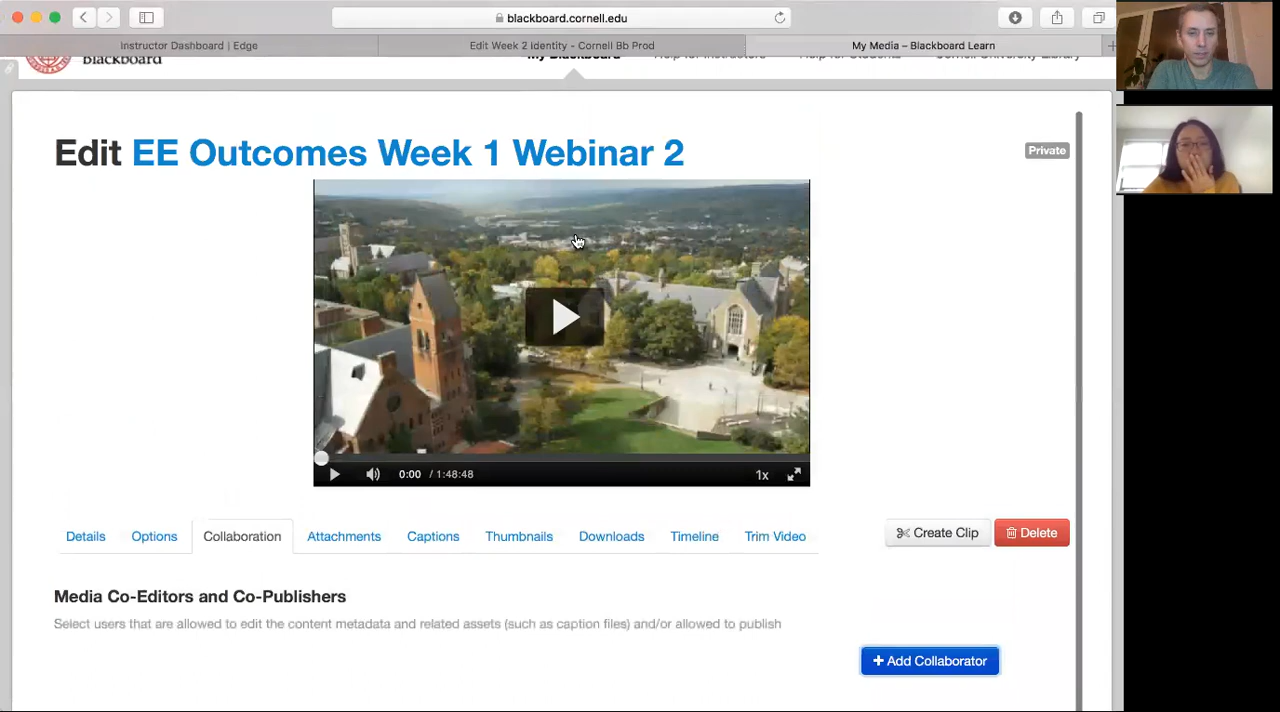 blackboard.cornell.edu
Instructor Dashboard | Edge
Edit Week 2 Identity - Cornell Bb Prod
My Media – Blackboard Learn
Blackboard
My Blackboard
Help for Instructors
Help for Students
Cornell University Library
Edit EE Outcomes Week 1 Webinar 2
Private
0:00 / 1:48:48
1x
Details
Options
Collaboration
Attachments
Captions
Thumbnails
Downloads
Timeline
Trim Video
Create Clip
Delete
Media Co-Editors and Co-Publishers
Select users that are allowed to edit the content metadata and related assets (such as caption files) and/or allowed to publish
+ Add Collaborator